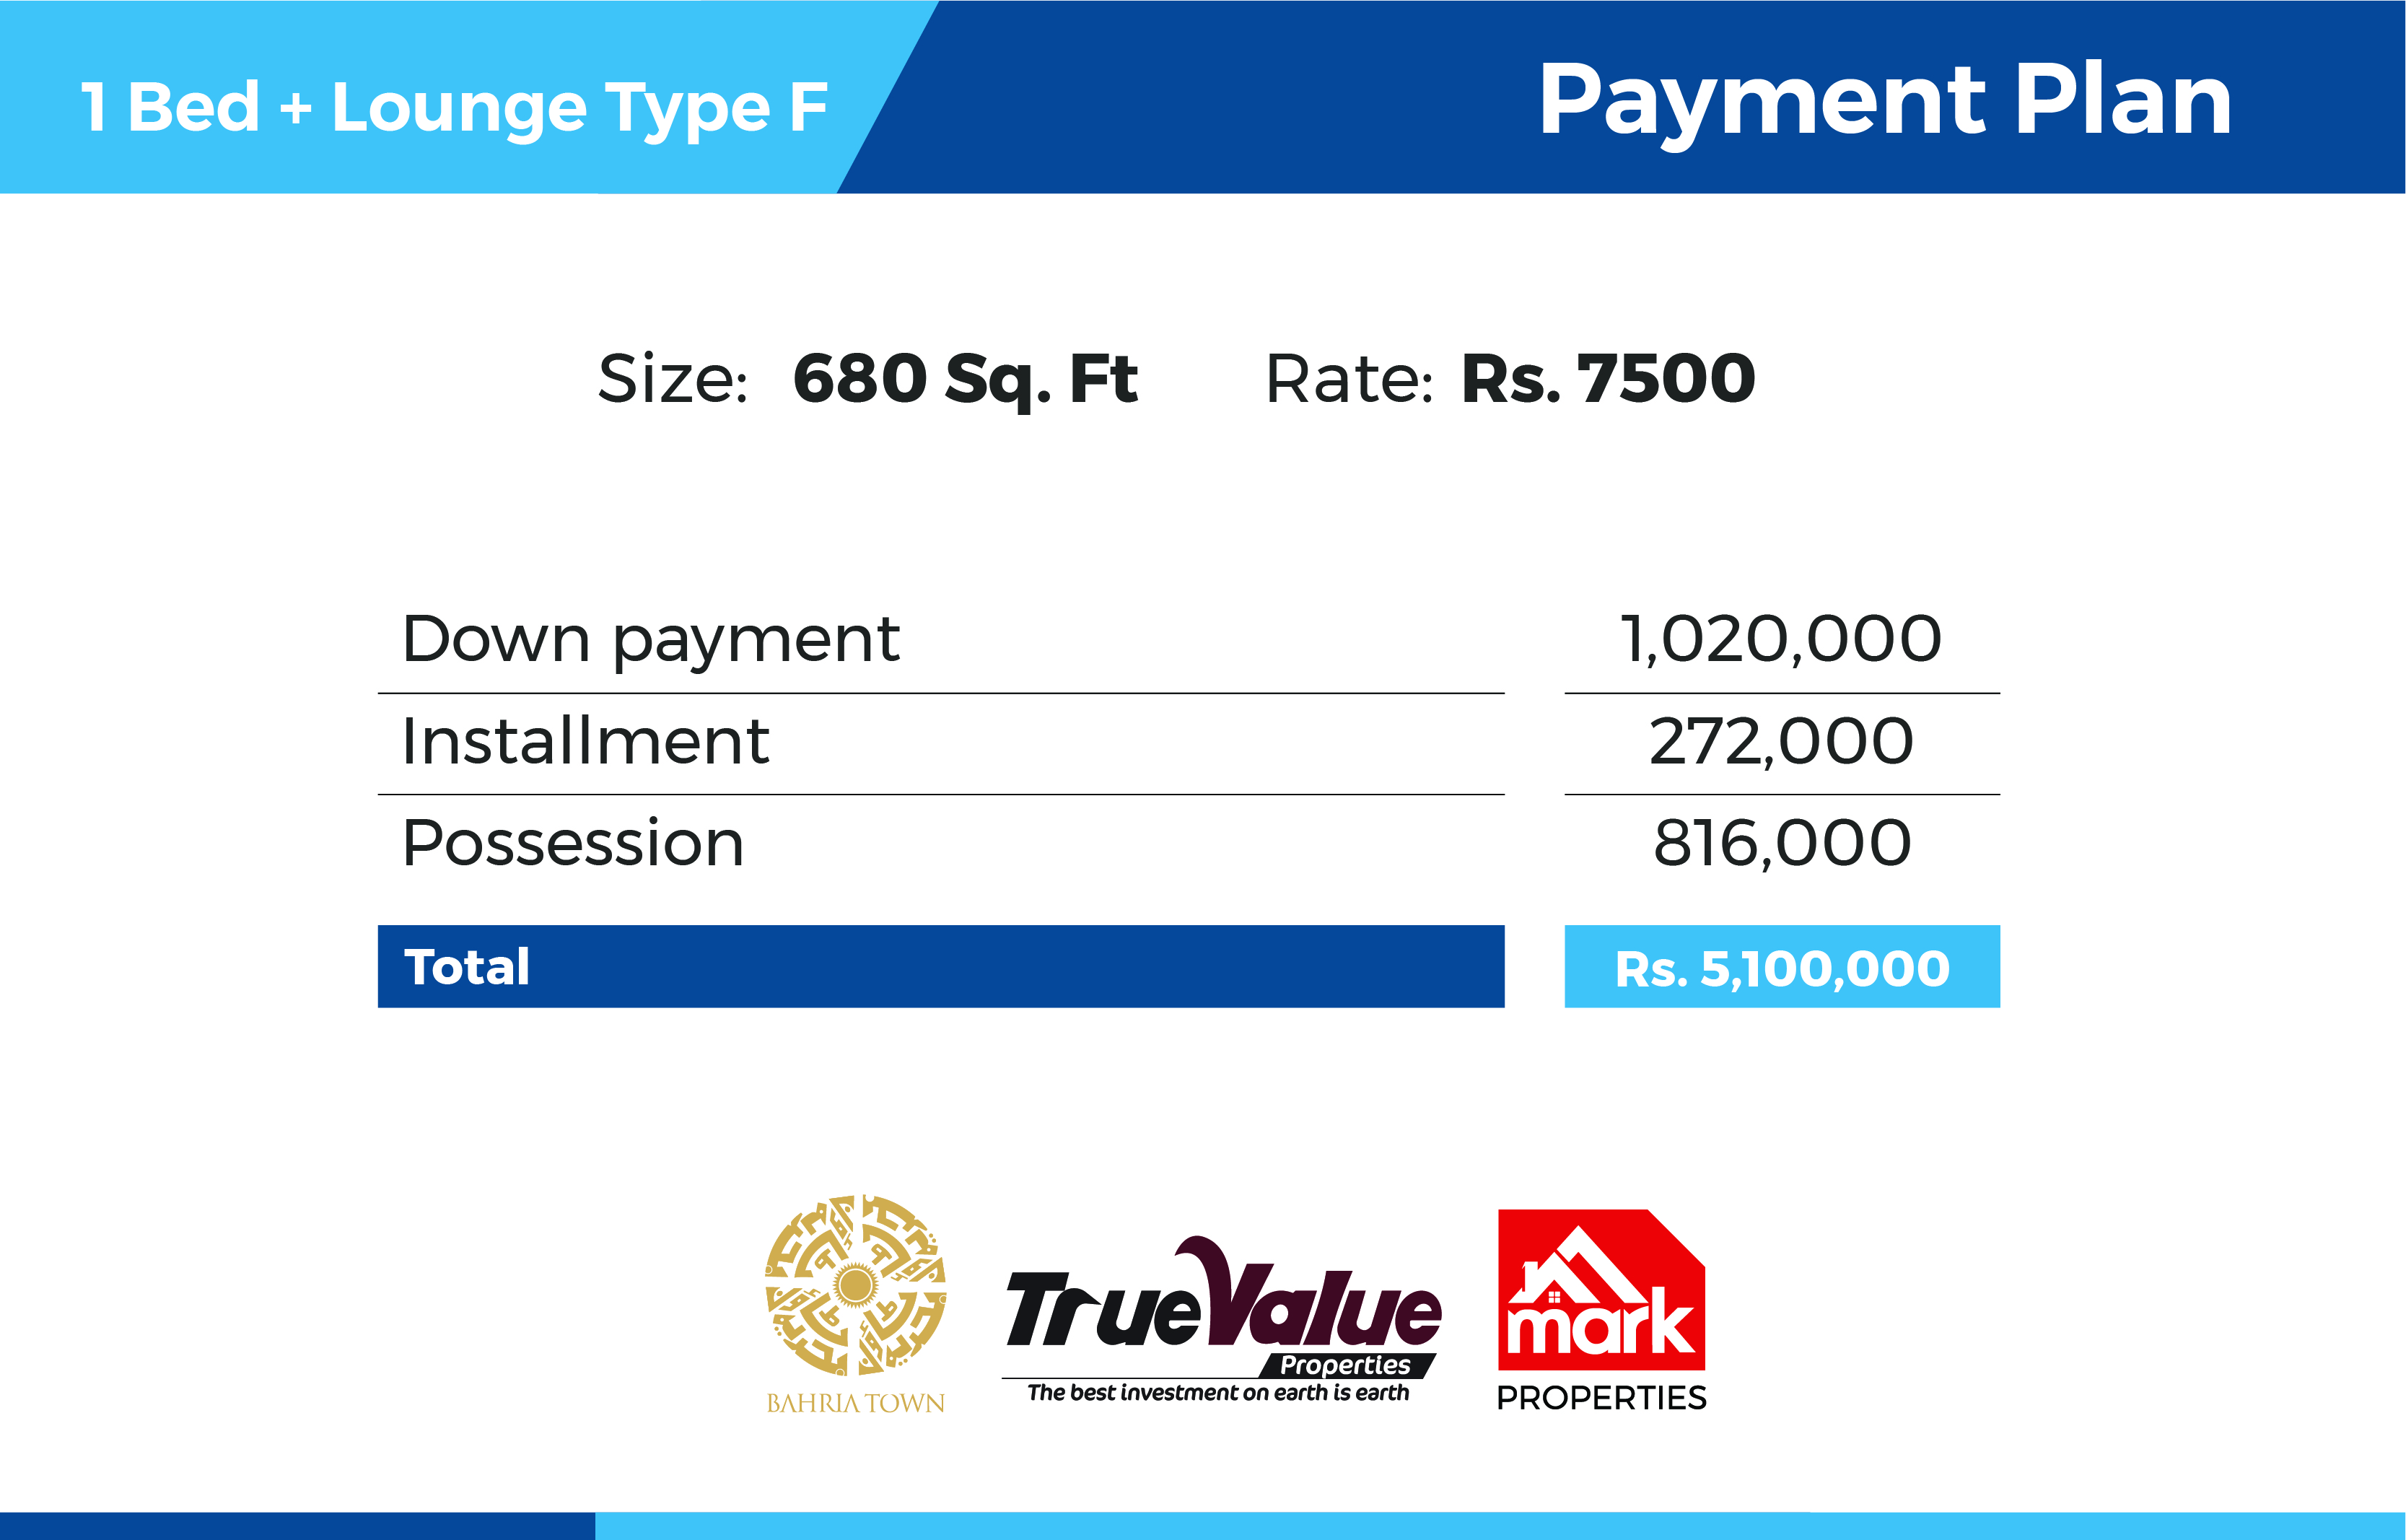 1 Bed + Lounge Type F
Payment Plan
Size: 680 Sq. Ft Rate: Rs. 7500
Down payment 1,020,000
Installment 272,000
Possession 816,000
Total Rs. 5,100,000
BAHRIA TOWN
TrueValue
Properties
The best investment on earth is earth
mark
PROPERTIES